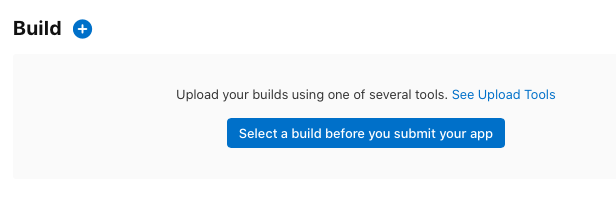 Build
Upload your builds using one of several tools. See Upload Tools
Select a build before you submit your app